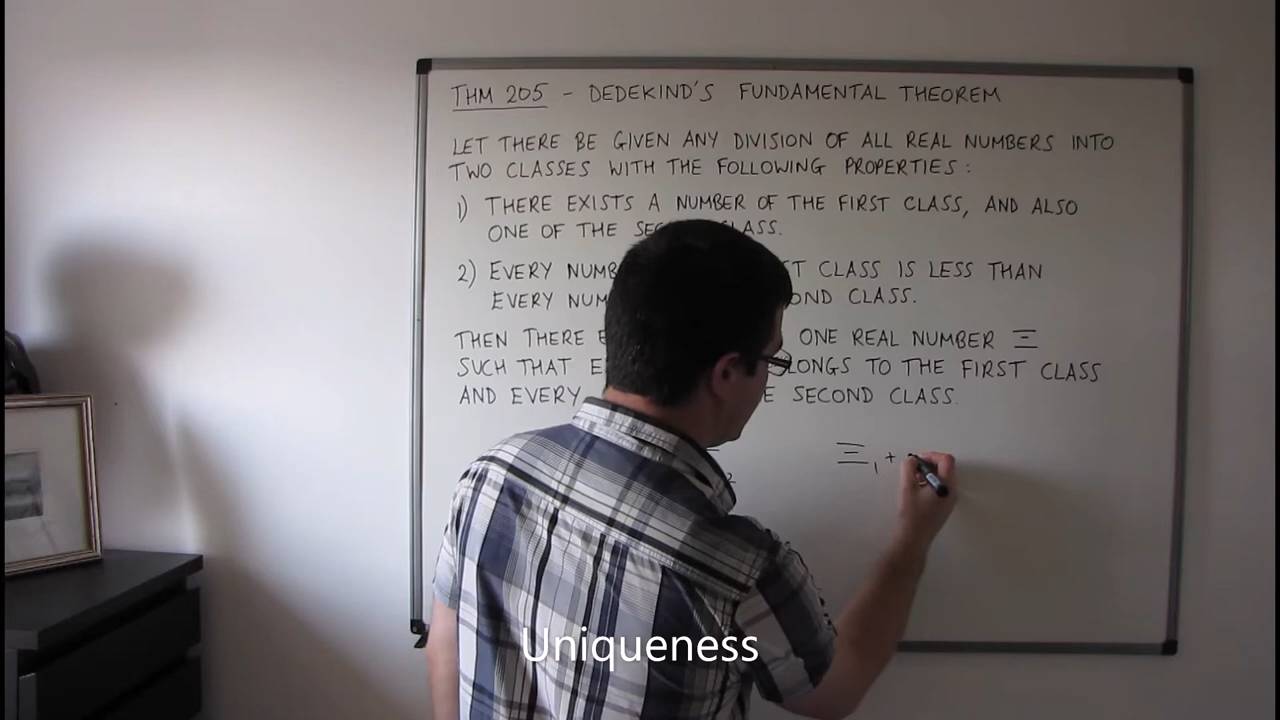 THM 205 - DEDEKIND'S FUNDAMENTAL THEOREM
LET THERE BE GIVEN ANY DIVISION OF ALL REAL NUMBERS INTO
TWO CLASSES WITH THE FOLLOWING PROPERTIES :
1) THERE EXISTS A NUMBER OF THE FIRST CLASS, AND ALSO
ONE OF THE CLASS.
2) EVERY CLASS IS LESS THAN
EVERY CLASS.
THEN THERE ONE REAL NUMBER Ξ
SUCH THAT TO THE FIRST CLASS
AND EVERY SECOND CLASS.
2 Ξ1 +
Uniqueness